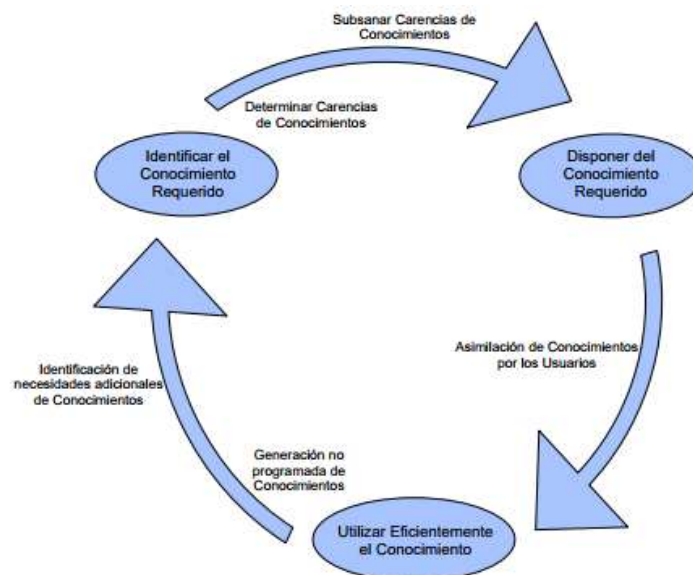 Subsanar Carencias de
Conocimientos
Determinar Carencias
de Conocimientos
Identificar el
Conocimiento
Requerido
Disponer del
Conocimiento
Requerido
Asimilación de Conocimientos
por los Usuarios
Identificación de
necesidades adicionales
de Conocimientos
Generación no
programada de
Conocimientos
Utilizar Eficientemente
el Conocimiento